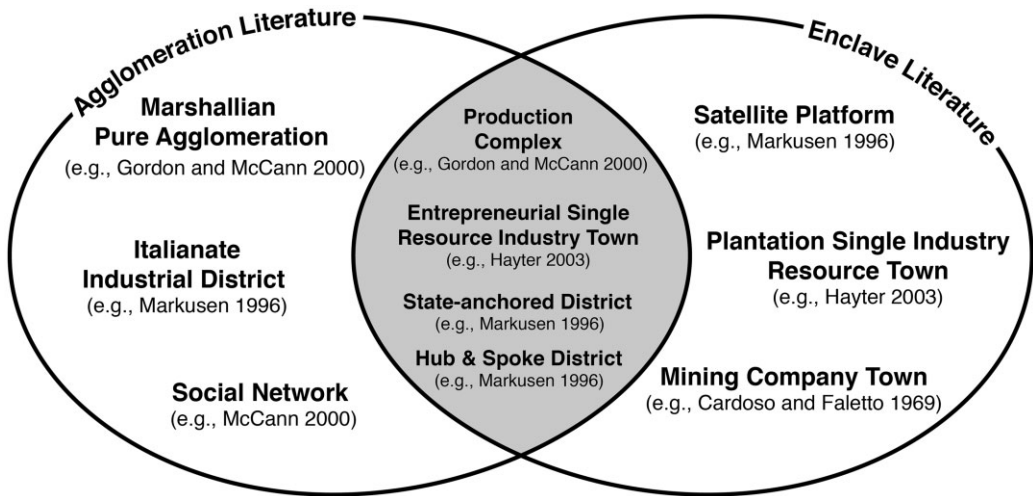 Agglomeration Literature
Marshallian
Pure Agglomeration
(e.g., Gordon and McCann 2000)
Italianate
Industrial District
(e.g., Markusen 1996)
Social Network
(e.g., McCann 2000)
Production
Complex
(e.g., Gordon and McCann 2000)
Entrepreneurial Single
Resource Industry Town
(e.g., Hayter 2003)
State-anchored District
(e.g., Markusen 1996)
Hub & Spoke District
(e.g., Markusen 1996)
Enclave Literature
Satellite Platform
(e.g., Markusen 1996)
Plantation Single Industry
Resource Town
(e.g., Hayter 2003)
Mining Company Town
(e.g., Cardoso and Faletto 1969)